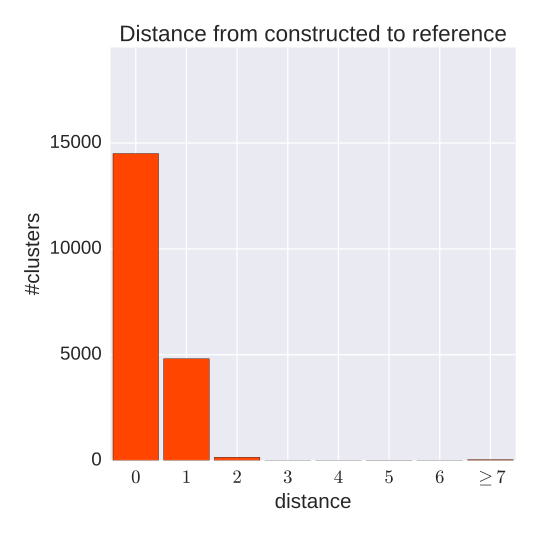 Distance from constructed to reference
#clusters
15000
10000
5000
0
0 1 2 3 4 5 6 ≥7
distance